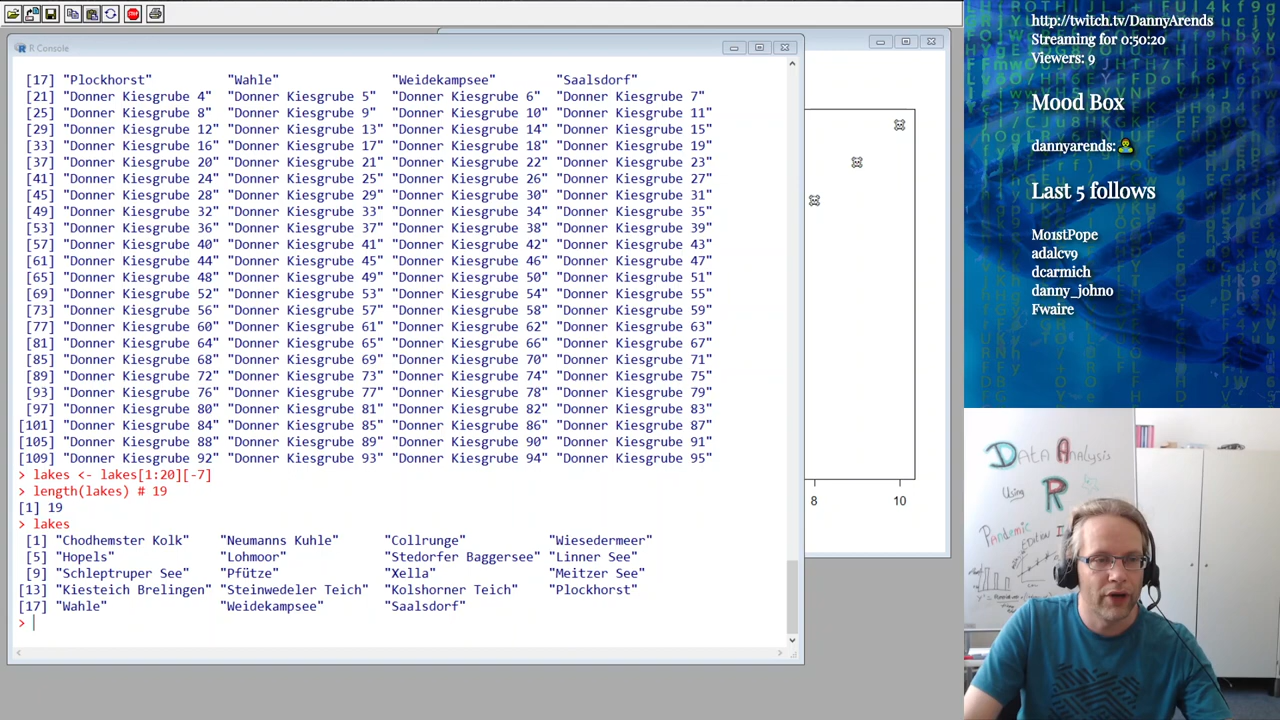 R Console
[17] "Plockhorst" "Wahle" "Weidekampsee" "Saalsdorf"
[21] "Donner Kiesgrube 4" "Donner Kiesgrube 5" "Donner Kiesgrube 6" "Donner Kiesgrube 7"
[25] "Donner Kiesgrube 8" "Donner Kiesgrube 9" "Donner Kiesgrube 10" "Donner Kiesgrube 11"
[29] "Donner Kiesgrube 12" "Donner Kiesgrube 13" "Donner Kiesgrube 14" "Donner Kiesgrube 15"
[33] "Donner Kiesgrube 16" "Donner Kiesgrube 17" "Donner Kiesgrube 18" "Donner Kiesgrube 19"
[37] "Donner Kiesgrube 20" "Donner Kiesgrube 21" "Donner Kiesgrube 22" "Donner Kiesgrube 23"
[41] "Donner Kiesgrube 24" "Donner Kiesgrube 25" "Donner Kiesgrube 26" "Donner Kiesgrube 27"
[45] "Donner Kiesgrube 28" "Donner Kiesgrube 29" "Donner Kiesgrube 30" "Donner Kiesgrube 31"
[49] "Donner Kiesgrube 32" "Donner Kiesgrube 33" "Donner Kiesgrube 34" "Donner Kiesgrube 35"
[53] "Donner Kiesgrube 36" "Donner Kiesgrube 37" "Donner Kiesgrube 38" "Donner Kiesgrube 39"
[57] "Donner Kiesgrube 40" "Donner Kiesgrube 41" "Donner Kiesgrube 42" "Donner Kiesgrube 43"
[61] "Donner Kiesgrube 44" "Donner Kiesgrube 45" "Donner Kiesgrube 46" "Donner Kiesgrube 47"
[65] "Donner Kiesgrube 48" "Donner Kiesgrube 49" "Donner Kiesgrube 50" "Donner Kiesgrube 51"
[69] "Donner Kiesgrube 52" "Donner Kiesgrube 53" "Donner Kiesgrube 54" "Donner Kiesgrube 55"
[73] "Donner Kiesgrube 56" "Donner Kiesgrube 57" "Donner Kiesgrube 58" "Donner Kiesgrube 59"
[77] "Donner Kiesgrube 60" "Donner Kiesgrube 61" "Donner Kiesgrube 62" "Donner Kiesgrube 63"
[81] "Donner Kiesgrube 64" "Donner Kiesgrube 65" "Donner Kiesgrube 66" "Donner Kiesgrube 67"
[85] "Donner Kiesgrube 68" "Donner Kiesgrube 69" "Donner Kiesgrube 70" "Donner Kiesgrube 71"
[89] "Donner Kiesgrube 72" "Donner Kiesgrube 73" "Donner Kiesgrube 74" "Donner Kiesgrube 75"
[93] "Donner Kiesgrube 76" "Donner Kiesgrube 77" "Donner Kiesgrube 78" "Donner Kiesgrube 79"
[97] "Donner Kiesgrube 80" "Donner Kiesgrube 81" "Donner Kiesgrube 82" "Donner Kiesgrube 83"
[101] "Donner Kiesgrube 84" "Donner Kiesgrube 85" "Donner Kiesgrube 86" "Donner Kiesgrube 87"
[105] "Donner Kiesgrube 88" "Donner Kiesgrube 89" "Donner Kiesgrube 90" "Donner Kiesgrube 91"
[109] "Donner Kiesgrube 92" "Donner Kiesgrube 93" "Donner Kiesgrube 94" "Donner Kiesgrube 95"
> lakes <- lakes[1:20][-7]
> length(lakes) # 19
[1] 19
> lakes
[1] "Chodhemster Kolk" "Neumanns Kuhle" "Collrunge" "Wiesedermeer"
[5] "Hopels" "Lohmoor" "Stedorfer Baggersee" "Linner See"
[9] "Schleptruper See" "Pfütze" "Xella" "Meitzer See"
[13] "Kiesteich Brelingen" "Steinwedeler Teich" "Kolshorner Teich" "Plockhorst"
[17] "Wahle" "Weidekampsee" "Saalsdorf"
>
8 10
http://twitch.tv/DannyArends
Streaming for 0:50:20
Viewers: 9
Mood Box
dannyarends:
Last 5 follows
Mo1stPope
adalcv9
dcarmich
danny_johno
Fwaire
Data Analysis
Using R
Pandemic